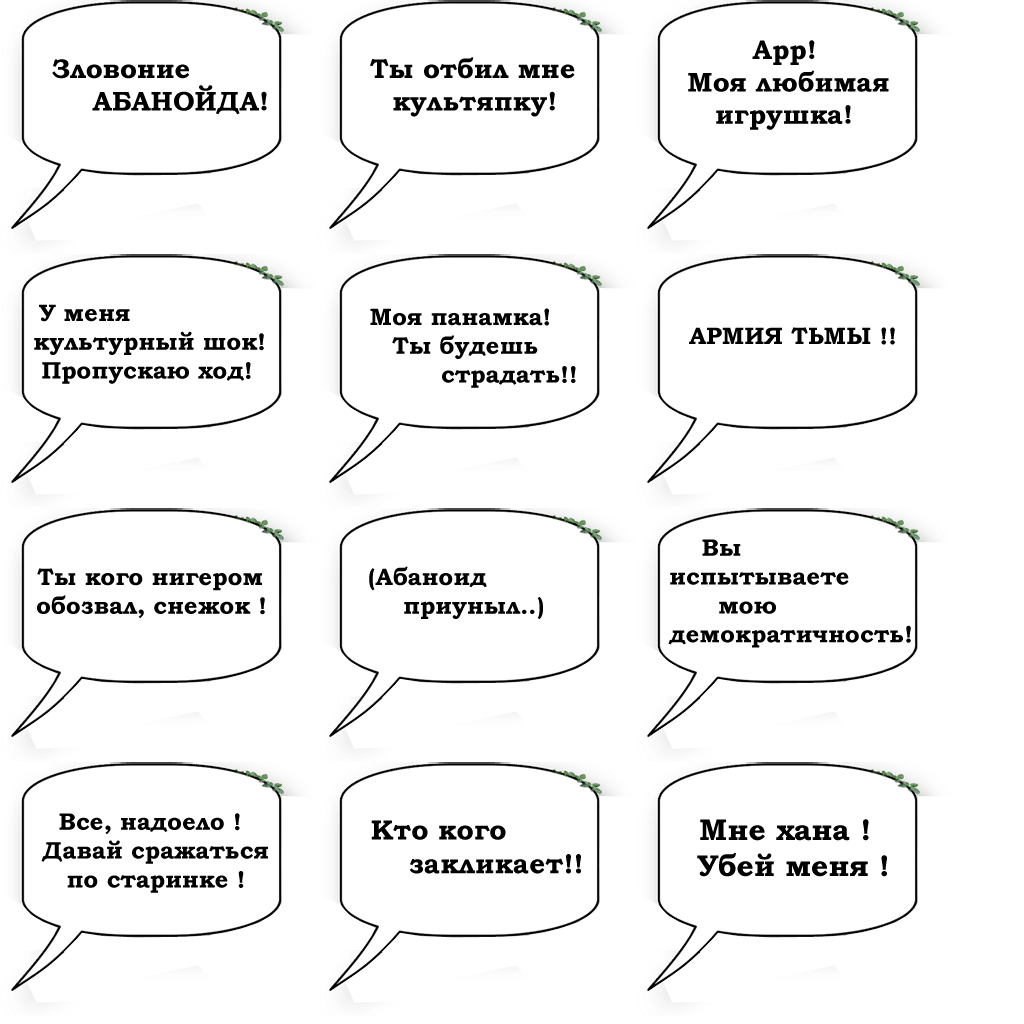 Зловоние
АБАНОЙДА!
Ты отбил мне
культяпку!
Арр!
Моя любимая
игрушка!
У меня
культурный шок!
Пропускаю ход!
Моя панамка!
Ты будешь
страдать!!
АРМИЯ ТЬМЫ !!
Ты кого нигером
обозвал, снежок !
(Абаноид
приуныл..)
Вы
испытываете
мою
демократичность!
Все, надоело !
Давай сражаться
по старинке !
Кто кого
закликает!!
Мне хана !
Убей меня !